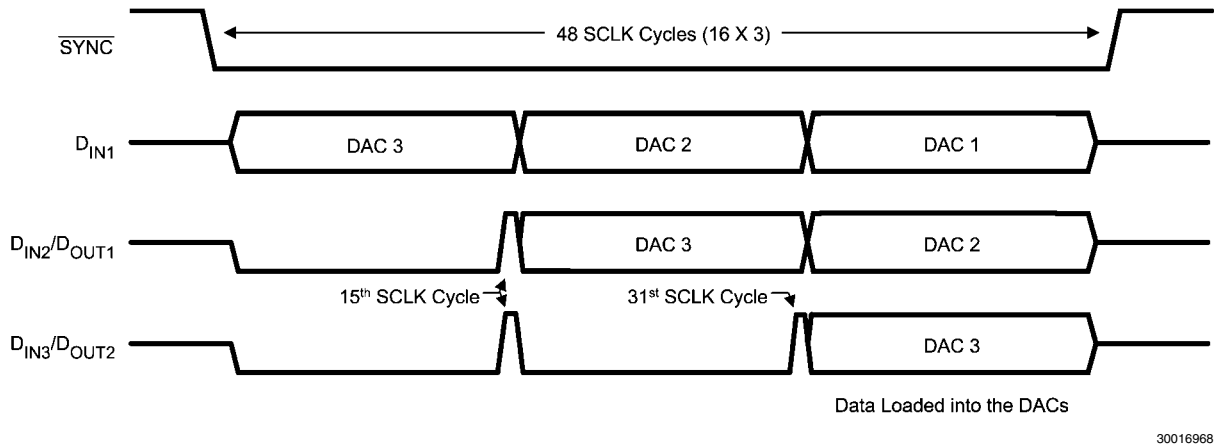 SYNC
48 SCLK Cycles (16 X 3)
DIN1
DAC 3
DAC 2
DAC 1
DIN2/DOUT1
DAC 3
DAC 2
15th SCLK Cycle
31st SCLK Cycle
DIN3/DOUT2
DAC 3
Data Loaded into the DACs
30016968